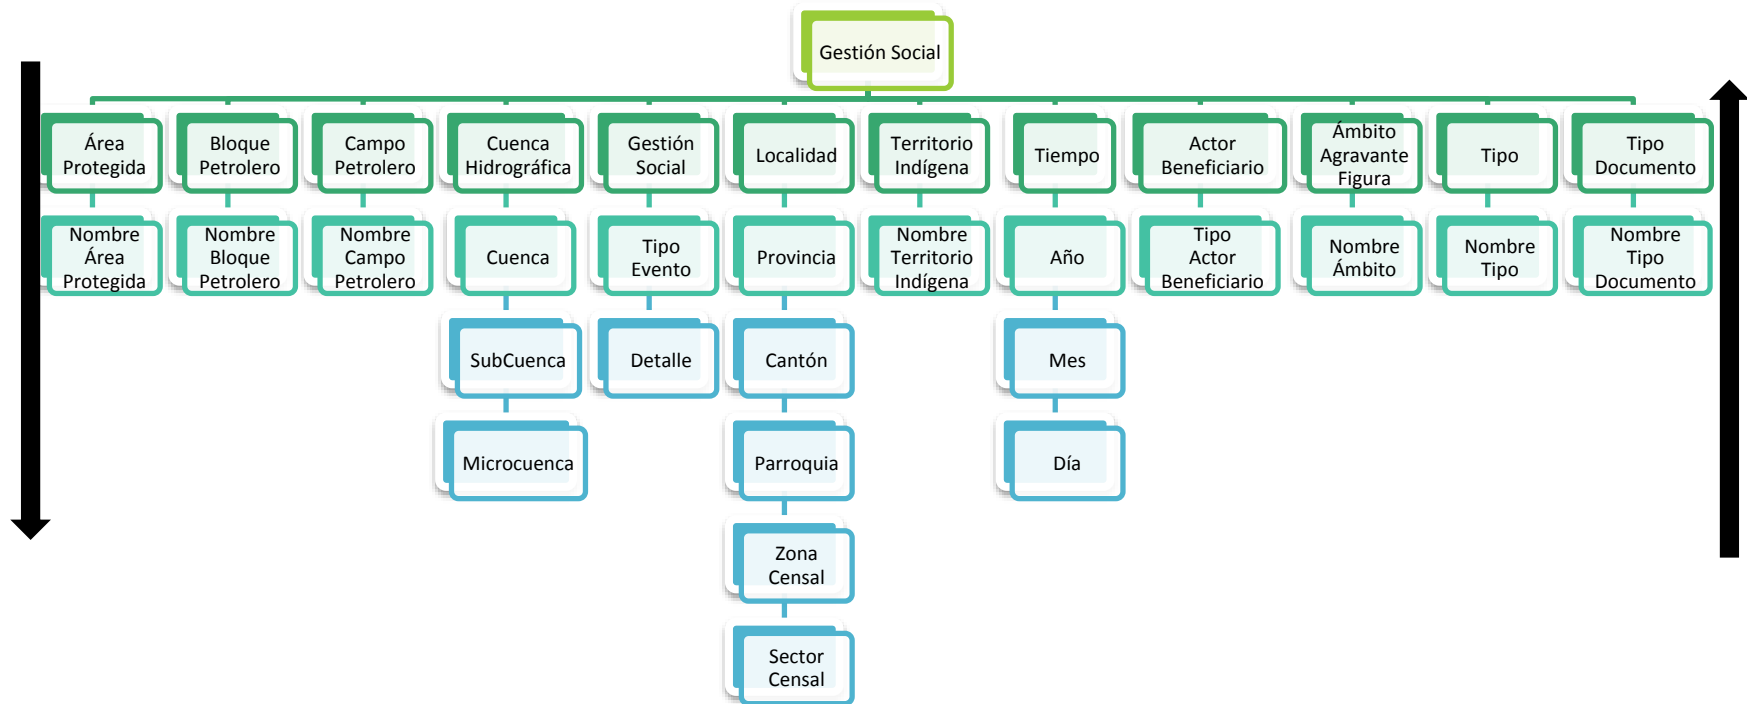 Gestión Social
Área
Protegida
Bloque
Petrolero
Campo
Petrolero
Cuenca
Hidrográfica
Gestión
Social
Localidad
Territorio
Indígena
Tiempo
Actor
Beneficiario
Ámbito
Agravante
Figura
Tipo
Tipo
Documento
Nombre
Área
Protegida
Nombre
Bloque
Petrolero
Nombre
Campo
Petrolero
Cuenca
Tipo
Evento
Provincia
Nombre
Territorio
Indígena
Año
Tipo
Actor
Beneficiario
Nombre
Ámbito
Nombre
Tipo
Nombre
Tipo
Documento
SubCuenca
Detalle
Cantón
Mes
Microcuenca
Parroquia
Día
Zona
Censal
Sector
Censal